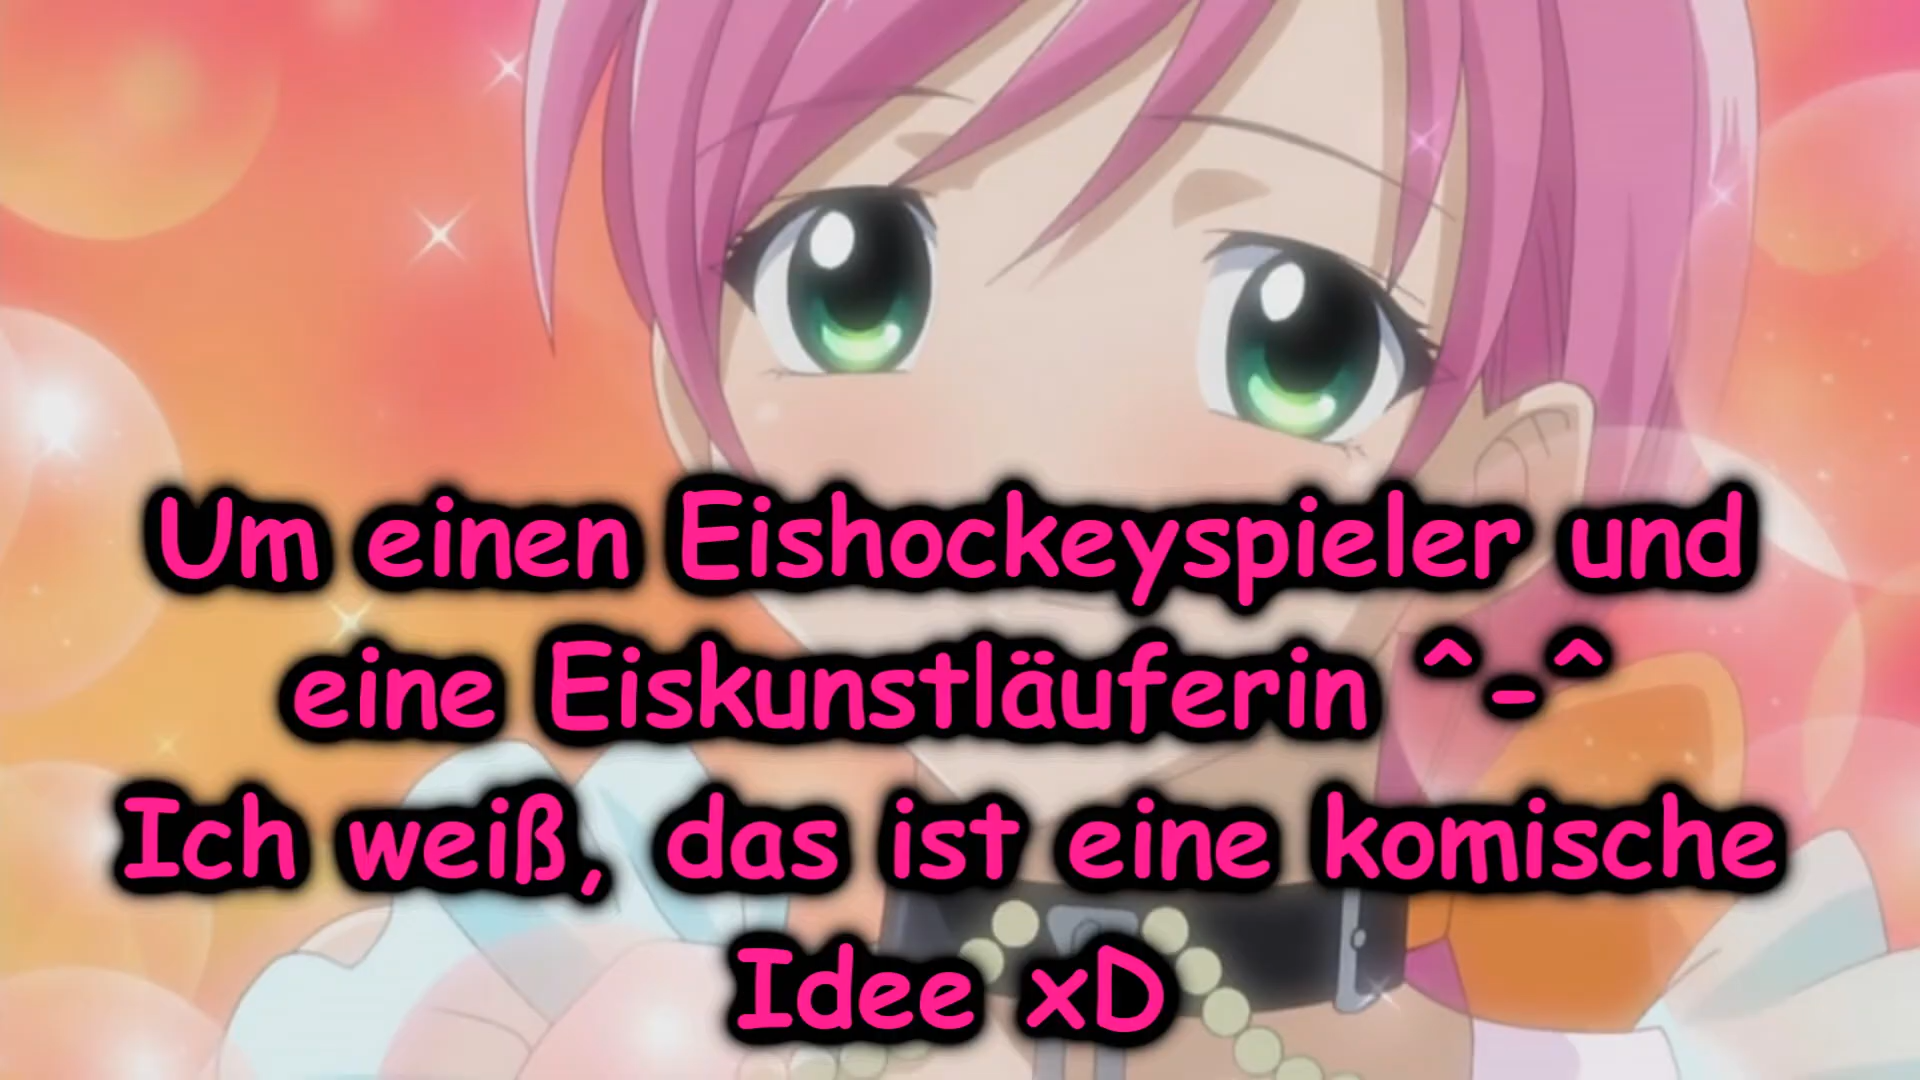 Um einen Eishockeyspieler und
eine Eiskunstläuferin ^-^
Ich weiß, das ist eine komische
Idee xD